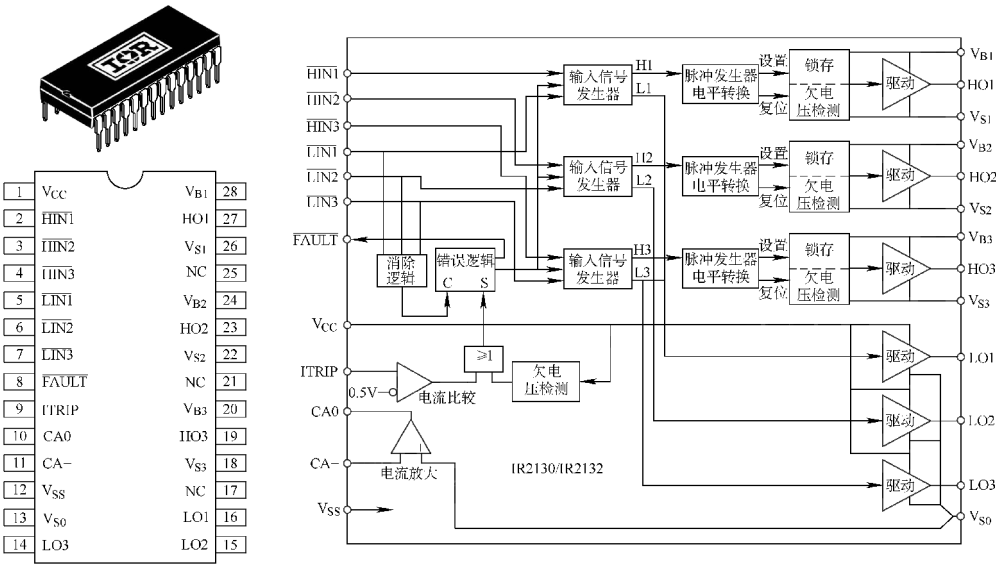 IOR
1 VCC VB1 28
2 HIN1 HO1 27
3 HIN2 VS1 26
4 HIN3 NC 25
5 LIN1 VB2 24
6 LIN2 HO2 23
7 LIN3 VS2 22
8 FAULT NC 21
9 ITRIP VB3 20
10 CA0 HO3 19
11 CA− VS3 18
12 VSS NC 17
13 VS0 LO1 16
14 LO3 LO2 15
HIN1
HIN2
HIN3
LIN1
LIN2
LIN3
FAULT
VCC
ITRIP
0.5V
CA0
CA−
VSS
消除
逻辑
错误逻辑
C S
≥1
电流比较
欠电
压检测
电流放大
IR2130/IR2132
输入信号
发生器
H1
L1
脉冲发生器
电平转换
设置
复位
锁存
欠电
压检测
驱动
VB1
HO1
VS1
输入信号
发生器
H2
L2
脉冲发生器
电平转换
设置
复位
锁存
欠电
压检测
驱动
VB2
HO2
VS2
输入信号
发生器
H3
L3
脉冲发生器
电平转换
设置
复位
锁存
欠电
压检测
驱动
VB3
HO3
VS3
驱动
LO1
驱动
LO2
驱动
LO3
VS0